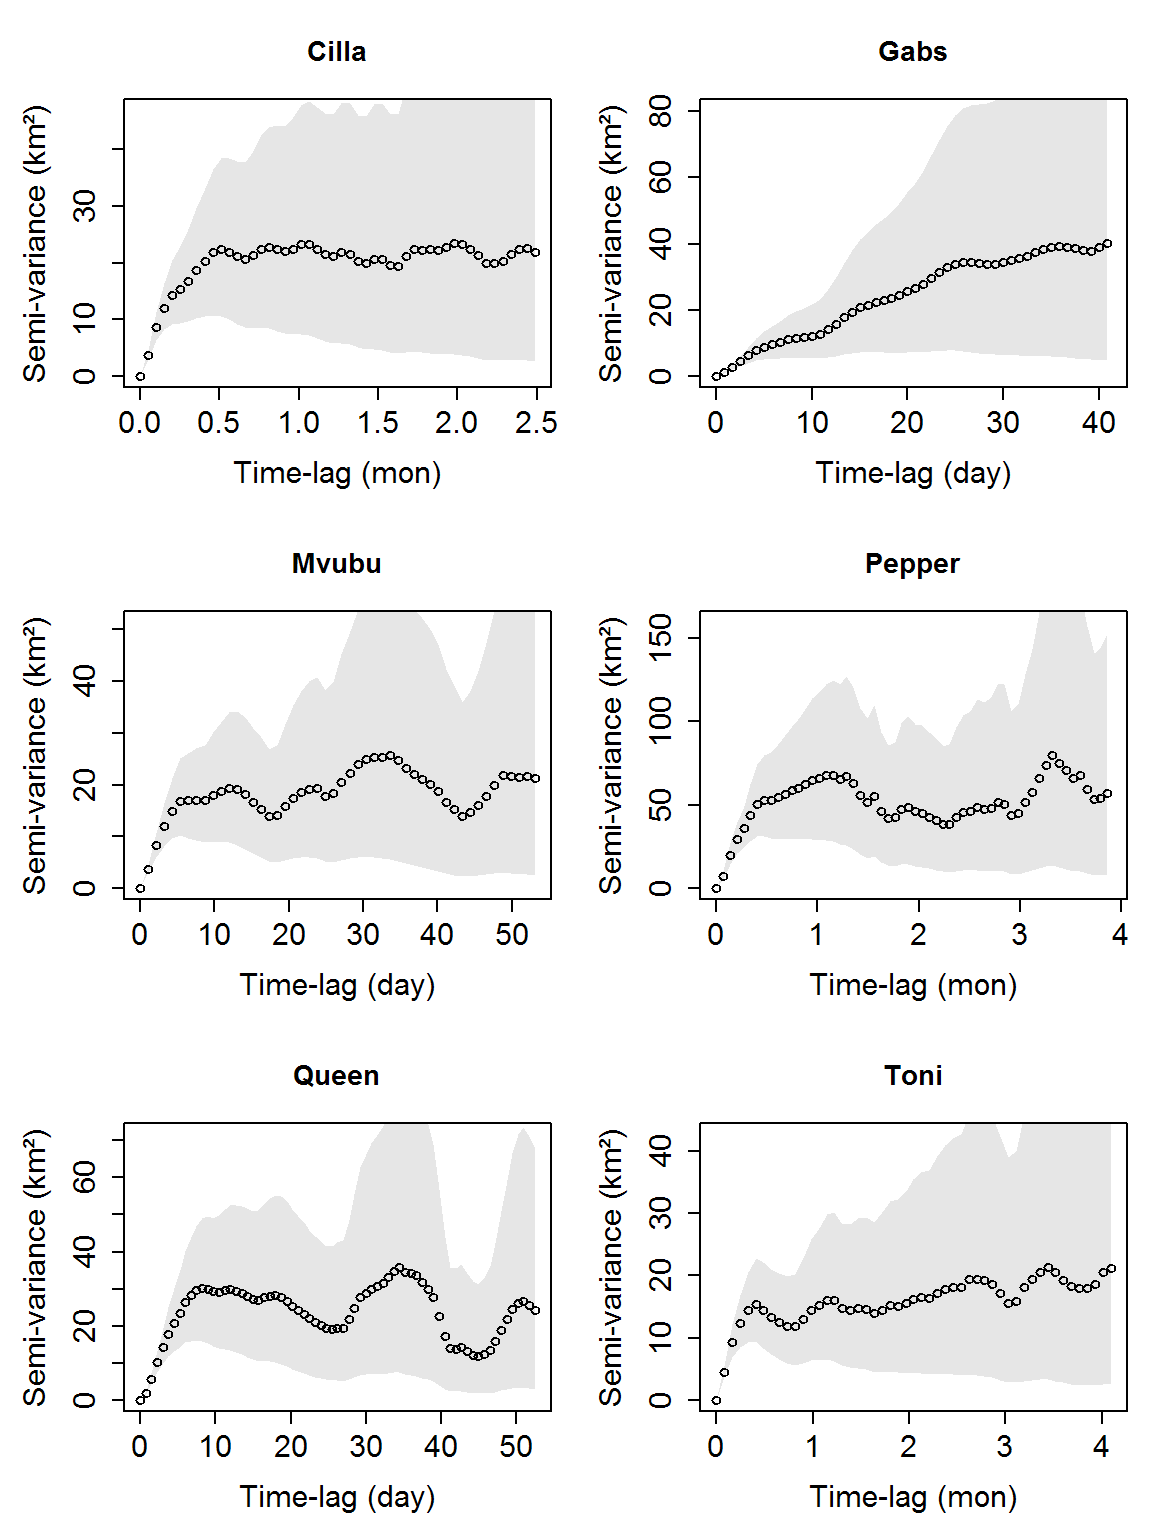 Cilla
Semi-variance (km²)
0 10 30
0.0 0.5 1.0 1.5 2.0 2.5
Time-lag (mon)
Gabs
Semi-variance (km²)
0 20 40 60 80
0 10 20 30 40
Time-lag (day)
Mvubu
Semi-variance (km²)
0 20 40
0 10 20 30 40 50
Time-lag (day)
Pepper
Semi-variance (km²)
0 50 100 150
0 1 2 3 4
Time-lag (mon)
Queen
Semi-variance (km²)
0 20 40 60
0 10 20 30 40 50
Time-lag (day)
Toni
Semi-variance (km²)
0 10 20 30 40
0 1 2 3 4
Time-lag (mon)